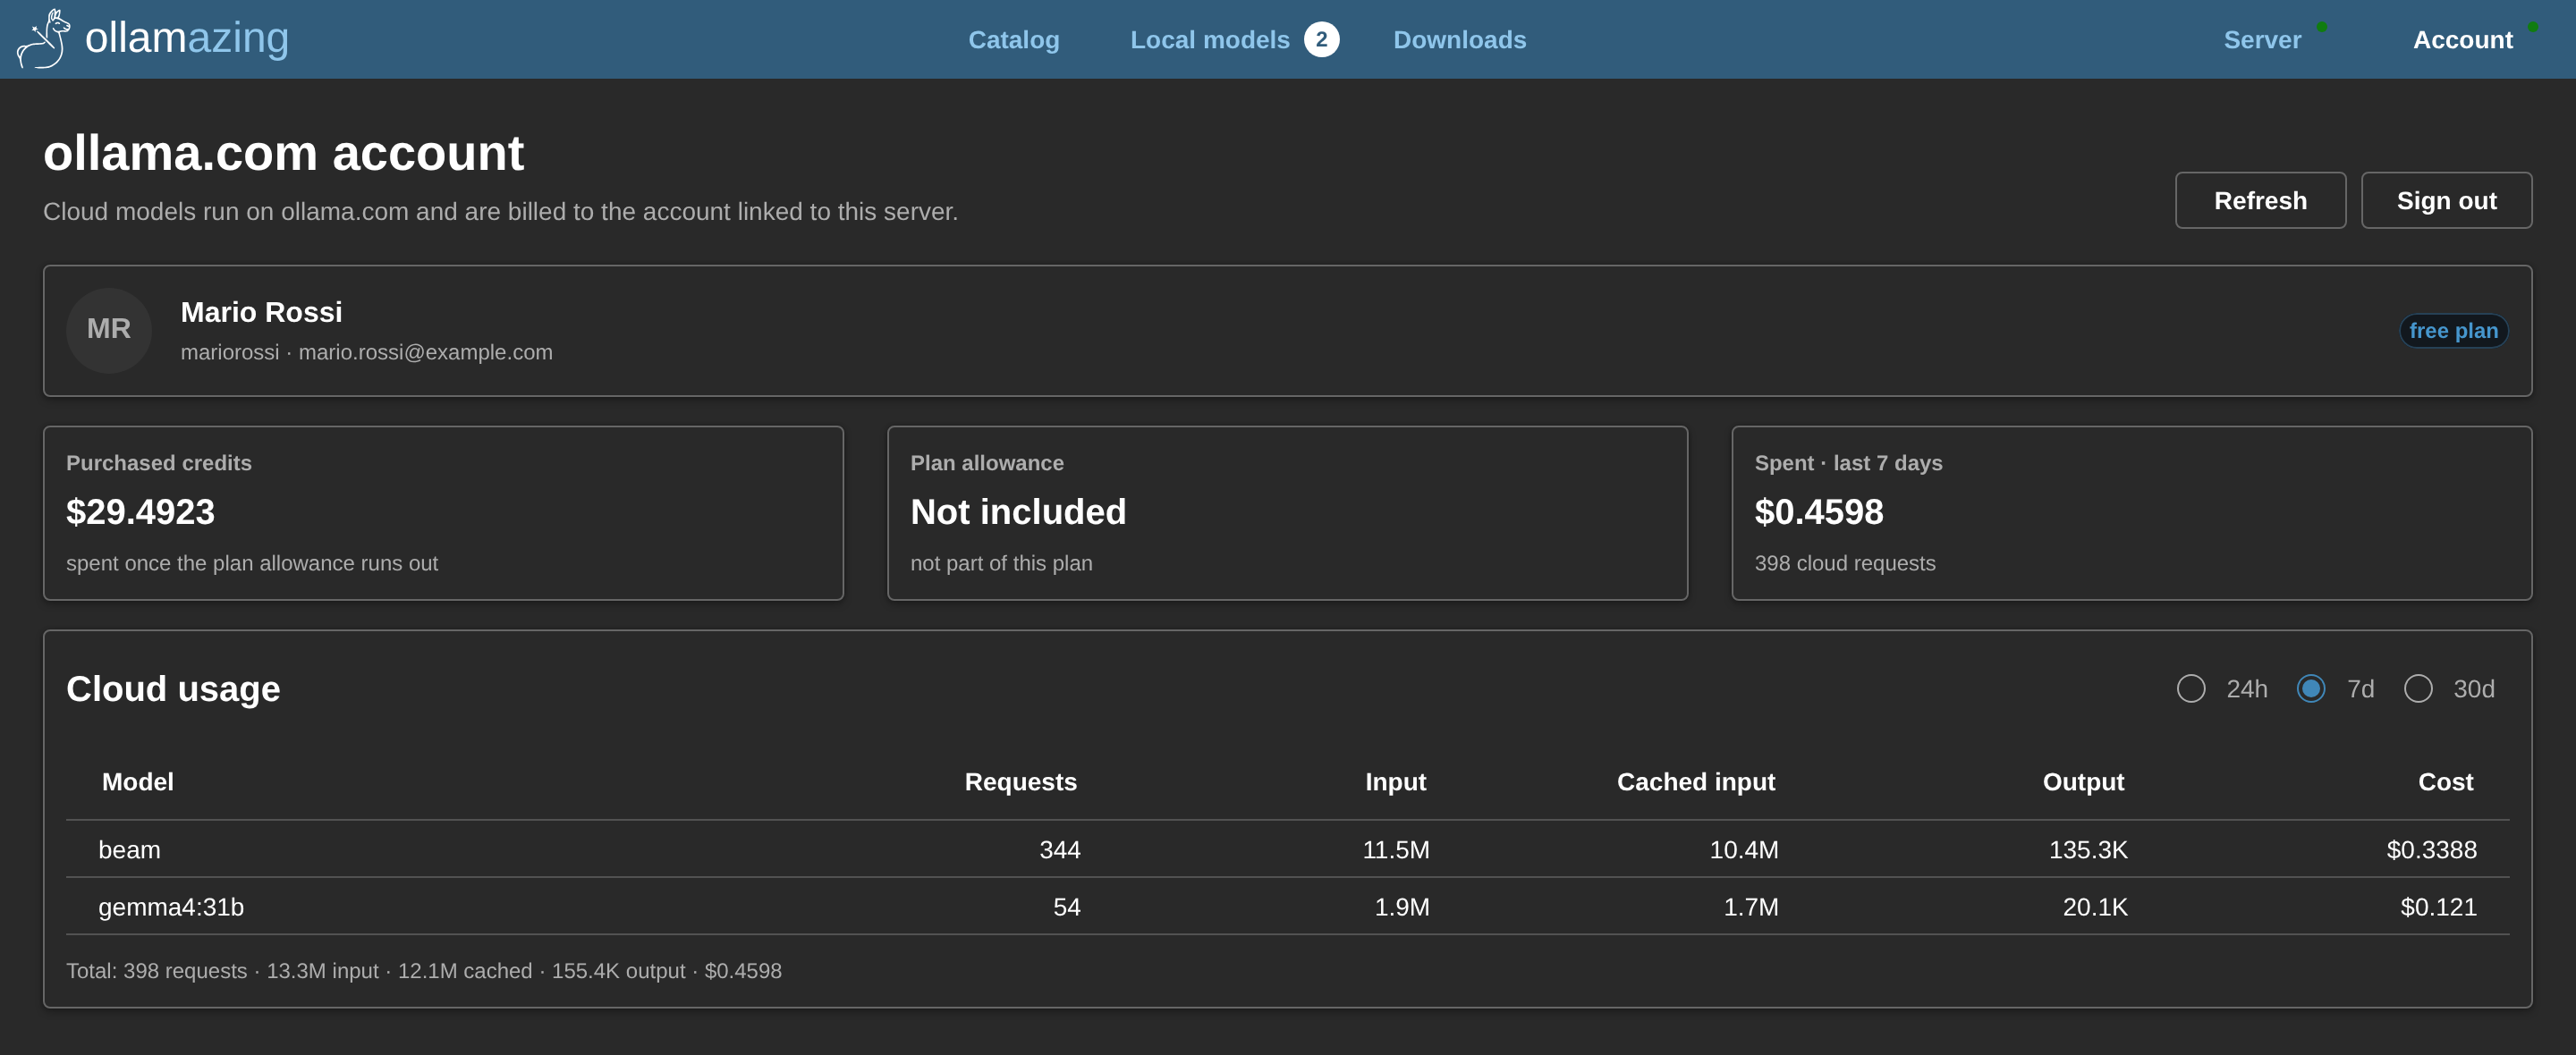 ollamazing
Catalog
Local models 2
Downloads
Server
Account
ollama.com account
Cloud models run on ollama.com and are billed to the account linked to this server.
Refresh
Sign out
MR
Mario Rossi
mariorossi · mario.rossi@example.com
free plan
Purchased credits
$29.4923
spent once the plan allowance runs out
Plan allowance
Not included
not part of this plan
Spent · last 7 days
$0.4598
398 cloud requests
Cloud usage
24h 7d 30d
Model Requests Input Cached input Output Cost
beam 344 11.5M 10.4M 135.3K $0.3388
gemma4:31b 54 1.9M 1.7M 20.1K $0.121
Total: 398 requests · 13.3M input · 12.1M cached · 155.4K output · $0.4598